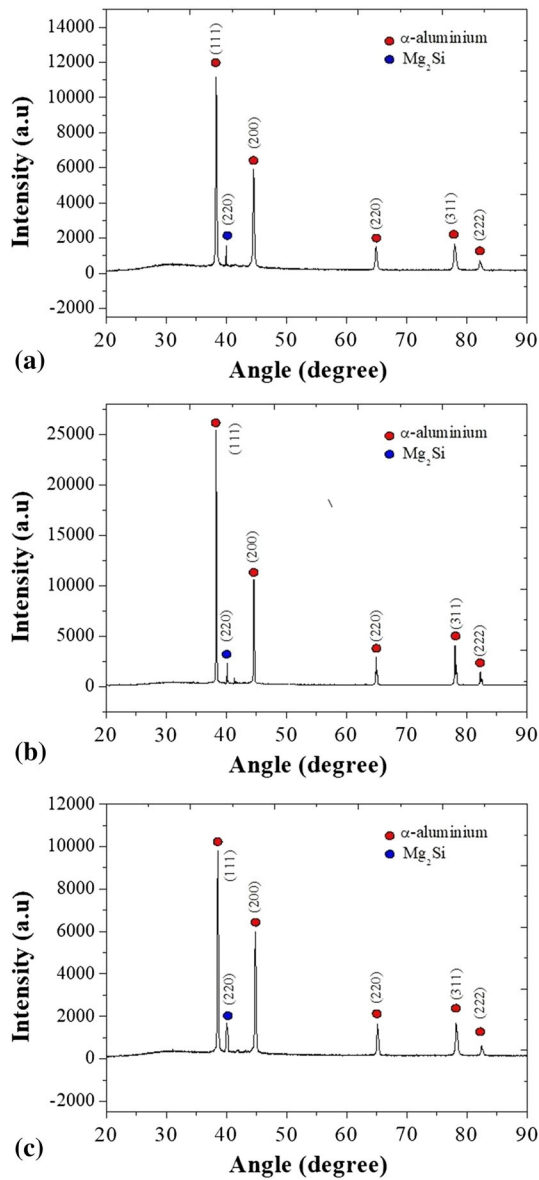 14000
12000
10000
8000
6000
4000
2000
0
-2000
Intensity (a.u)
(111)
(220)
(200)
(220)
(311)
(222)
α-aluminium
Mg₂Si
20 30 40 50 60 70 80 90
(a) Angle (degree)
25000
20000
15000
10000
5000
0
Intensity (a.u)
(111)
(220)
(200)
(220)
(311)
(222)
α-aluminium
Mg₂Si
20 30 40 50 60 70 80 90
(b) Angle (degree)
12000
10000
8000
6000
4000
2000
0
-2000
Intensity (a.u)
(111)
(220)
(200)
(220)
(311)
(222)
α-aluminium
Mg₂Si
20 30 40 50 60 70 80 90
(c) Angle (degree)